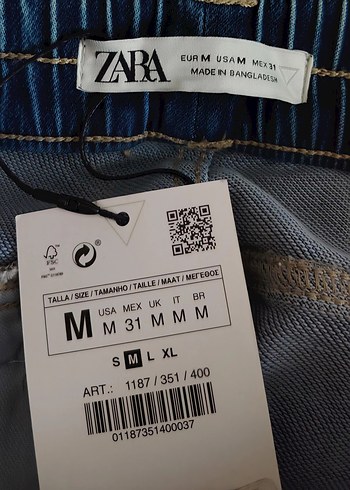 ZARA
EUR M USA M MEX 31
MADE IN BANGLADESH
FSC
TALLA / SIZE / TAMANHO / TAILLE / MAAT / ΜΕΓΕΘΟΣ
M
USA MEX UK IT BR
M 31 M M M
S M L XL
ART.: 1187 / 351 / 400
01187351400037